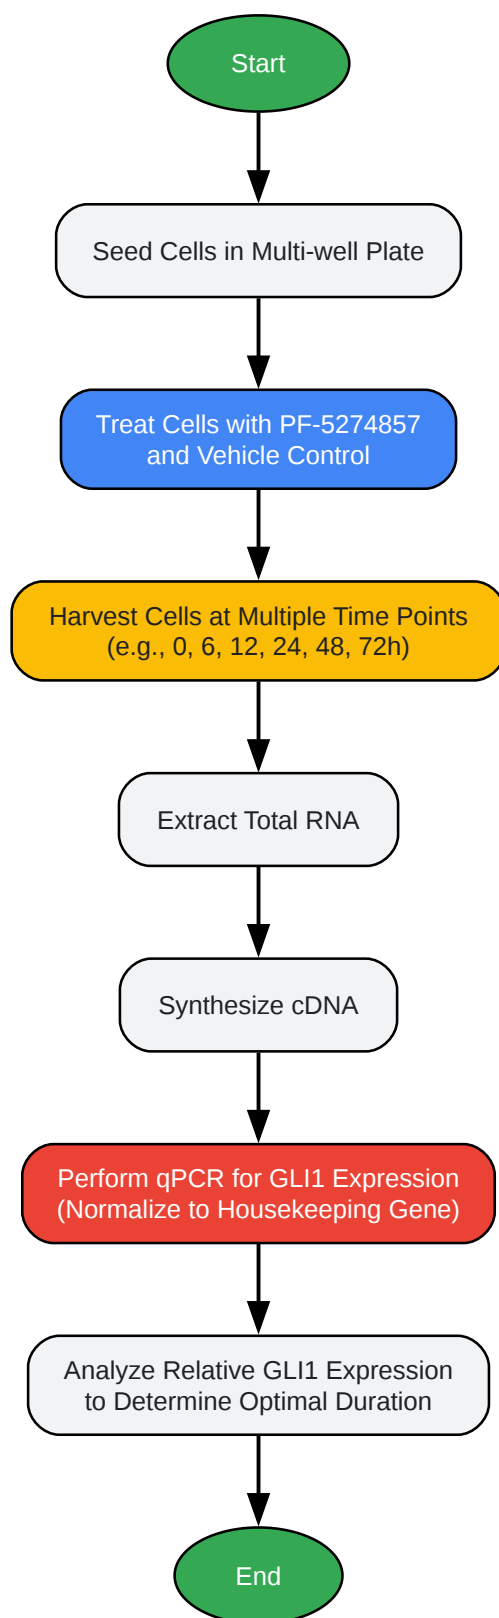 Start
Seed Cells in Multi-well Plate
Treat Cells with PF-5274857
and Vehicle Control
Harvest Cells at Multiple Time Points
(e.g., 0, 6, 12, 24, 48, 72h)
Extract Total RNA
Synthesize cDNA
Perform qPCR for GLI1 Expression
(Normalize to Housekeeping Gene)
Analyze Relative GLI1 Expression
to Determine Optimal Duration
End